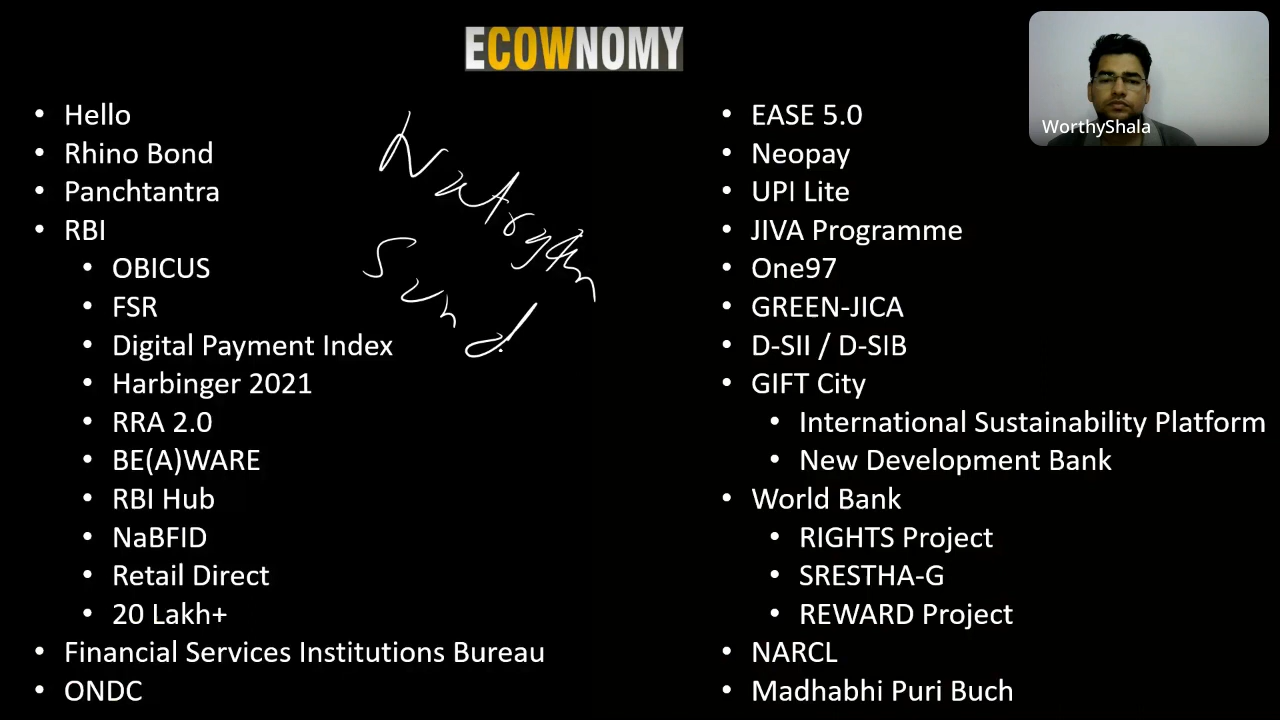 ECOWNOMY
Hello
Rhino Bond
Panchtantra
RBI
OBICUS
FSR
Digital Payment Index
Harbinger 2021
RRA 2.0
BE(A)WARE
RBI Hub
NaBFID
Retail Direct
20 Lakh+
Financial Services Institutions Bureau
ONDC
EASE 5.0
Neopay
UPI Lite
JIVA Programme
One97
GREEN-JICA
D-SII / D-SIB
GIFT City
International Sustainability Platform
New Development Bank
World Bank
RIGHTS Project
SRESTHA-G
REWARD Project
NARCL
Madhabhi Puri Buch
WorthyShala